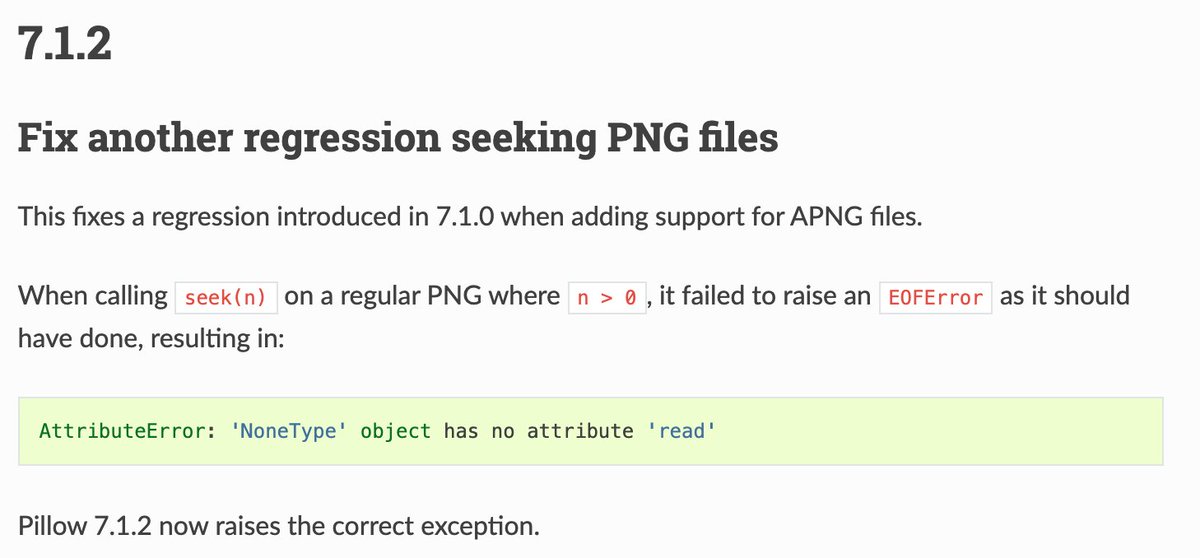 7.1.2
Fix another regression seeking PNG files
This fixes a regression introduced in 7.1.0 when adding support for APNG files.
When calling seek(n) on a regular PNG where n > 0, it failed to raise an EOFError as it should
have done, resulting in:
AttributeError: 'NoneType' object has no attribute 'read'
Pillow 7.1.2 now raises the correct exception.